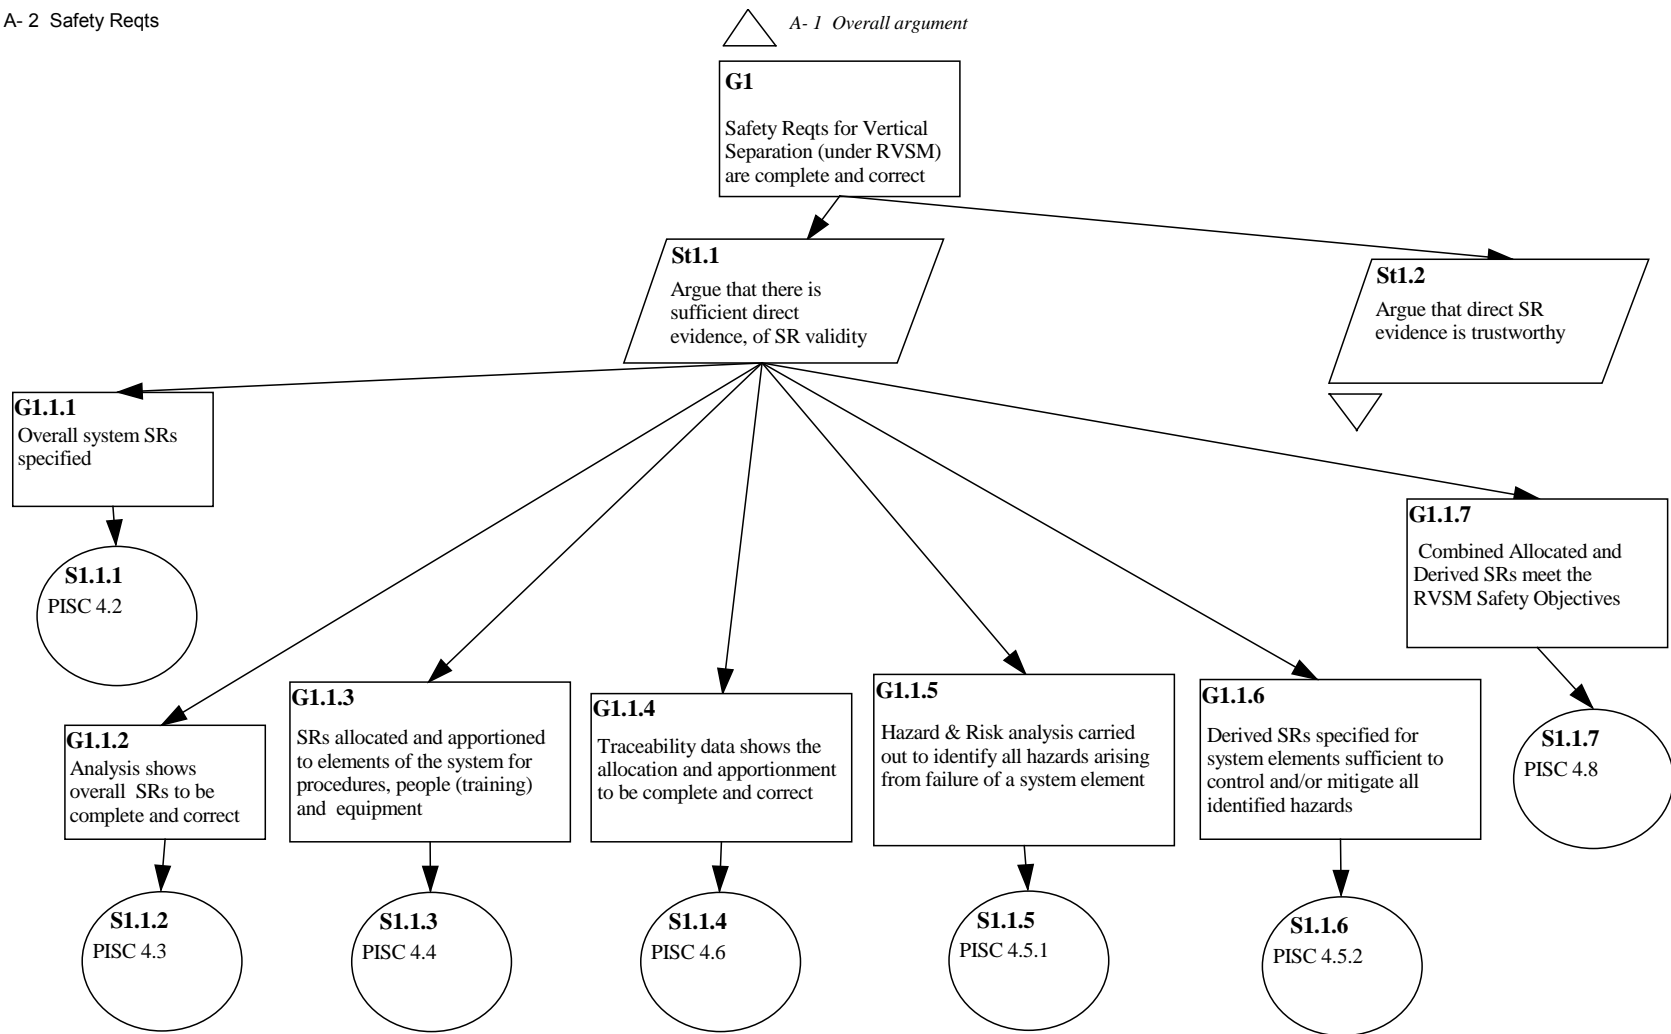 A- 2 Safety Reqts
A- 1 Overall argument
G1
Safety Reqts for Vertical
Separation (under RVSM)
are complete and correct
St1.1
Argue that there is
sufficient direct
evidence, of SR validity
St1.2
Argue that direct SR
evidence is trustworthy
G1.1.1
Overall system SRs
specified
S1.1.1
PISC 4.2
G1.1.2
Analysis shows
overall SRs to be
complete and correct
S1.1.2
PISC 4.3
G1.1.3
SRs allocated and apportioned
to elements of the system for
procedures, people (training)
and equipment
S1.1.3
PISC 4.4
G1.1.4
Traceability data shows the
allocation and apportionment
to be complete and correct
S1.1.4
PISC 4.6
G1.1.5
Hazard & Risk analysis carried
out to identify all hazards arising
from failure of a system element
S1.1.5
PISC 4.5.1
G1.1.6
Derived SRs specified for
system elements sufficient to
control and/or mitigate all
identified hazards
S1.1.6
PISC 4.5.2
G1.1.7
Combined Allocated and
Derived SRs meet the
RVSM Safety Objectives
S1.1.7
PISC 4.8